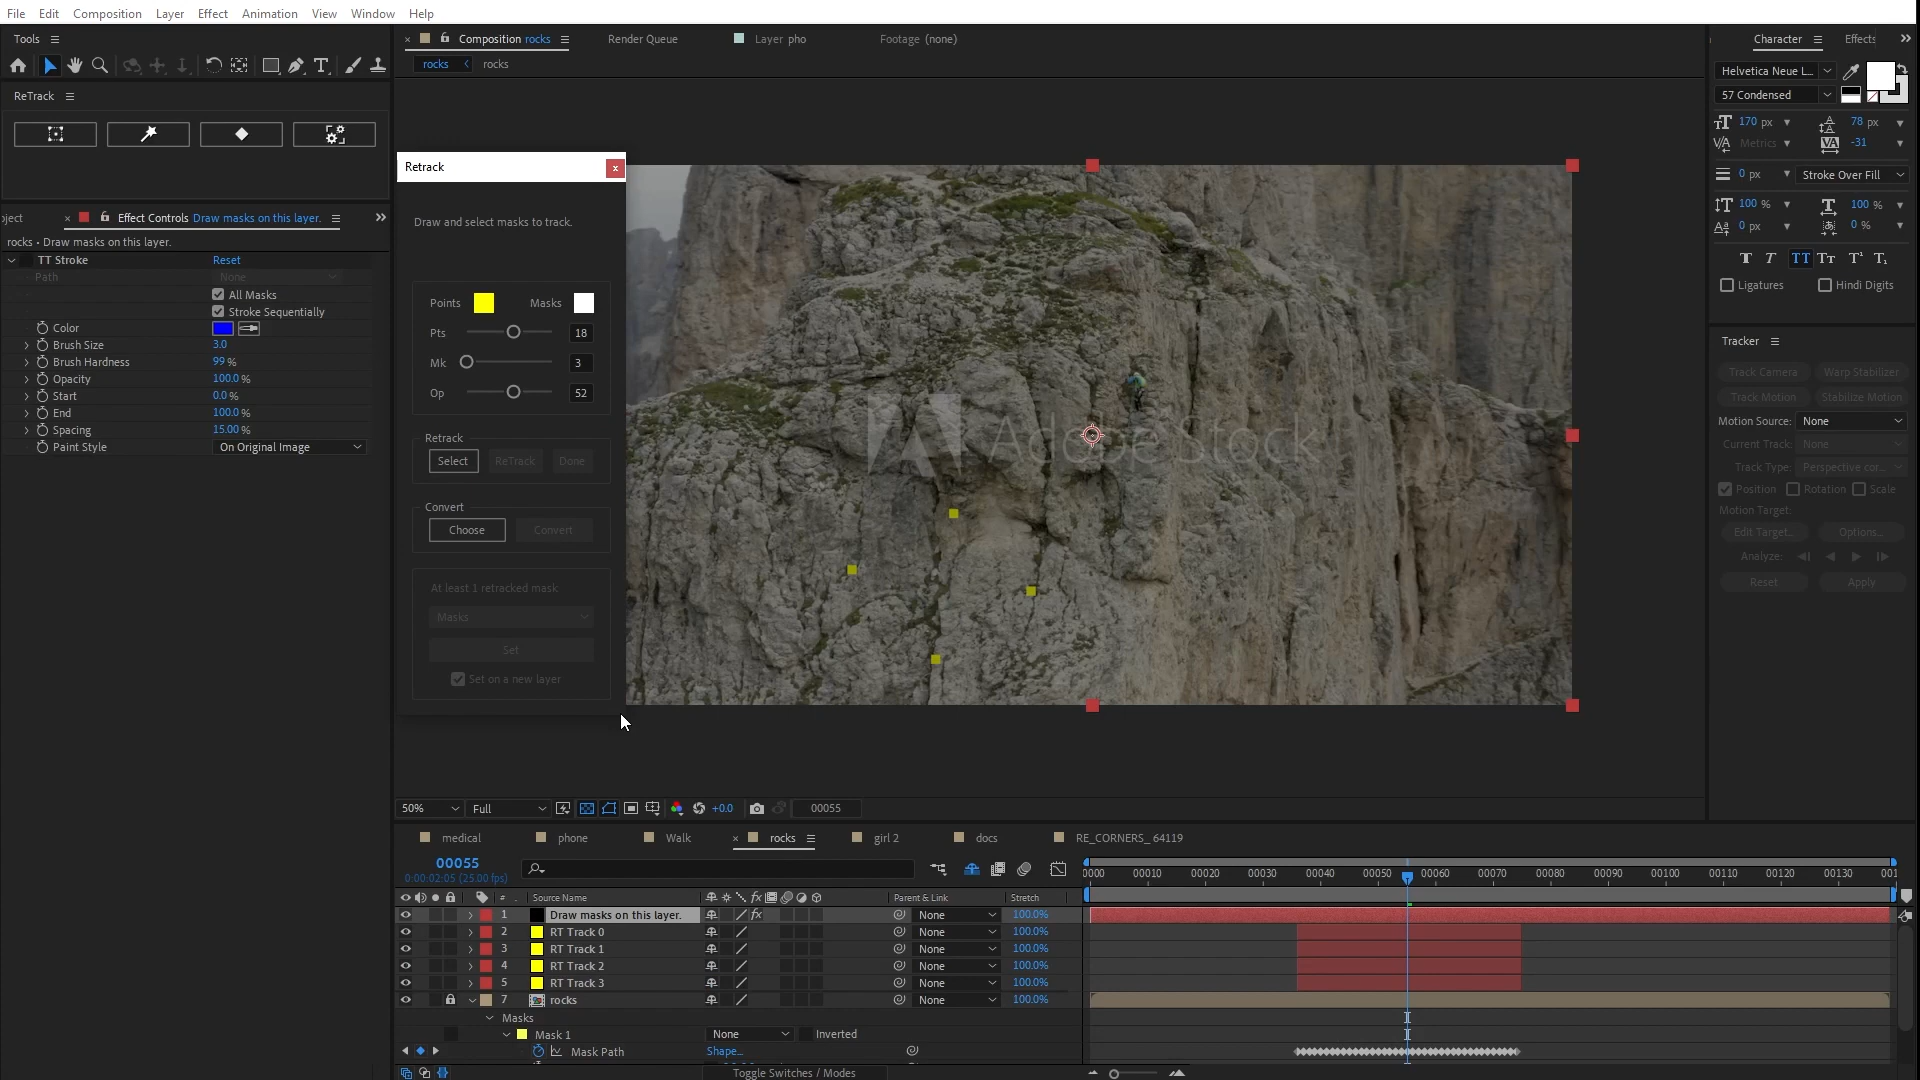 File Edit Composition Layer Effect Animation View Window Help
Tools
Composition rocks
Render Queue
Layer pho
Footage (none)
Character
Effects
rocks
rocks
Helvetica Neue L...
57 Condensed
ReTrack
170 px
78 px
Metrics
-31
0 px
Stroke Over Fill
100 %
100 %
0 px
0 %
Ligatures
Hindi Digits
Retrack
Draw and select masks to track.
Points
Masks
Pts
18
Mk
3
Op
52
Retrack
Select
ReTrack
Done
Convert
Choose
Convert
At least 1 retracked mask
Masks
Set
Set on a new layer
oject
Effect Controls Draw masks on this layer.
rocks • Draw masks on this layer.
TT Stroke
Reset
Path
None
All Masks
Stroke Sequentially
Color
Brush Size
3.0
Brush Hardness
99 %
Opacity
100.0 %
Start
0.0 %
End
100.0 %
Spacing
15.00 %
Paint Style
On Original Image
Adobe Stock
Tracker
Track Camera
Warp Stabilizer
Track Motion
Stabilize Motion
Motion Source:
None
Current Track:
None
Track Type:
Perspective cor...
Position
Rotation
Scale
Motion Target:
Edit Target...
Options...
Analyze:
Reset
Apply
50%
Full
+0.0
00055
medical
phone
Walk
rocks
girl 2
docs
RE_CORNERS_ 64119
00055
0:00:02:05 (25.00 fps)
0000 00010 00020 00030 00040 00050 00060 00070 00080 00090 00100 00110 00120 00130 001
#
Source Name
Parent & Link
Stretch
1 Draw masks on this layer. None 100.0%
2 RT Track 0 None 100.0%
3 RT Track 1 None 100.0%
4 RT Track 2 None 100.0%
5 RT Track 3 None 100.0%
7 rocks None 100.0%
Masks
Mask 1
None
Inverted
Mask Path
Shape...
Toggle Switches / Modes